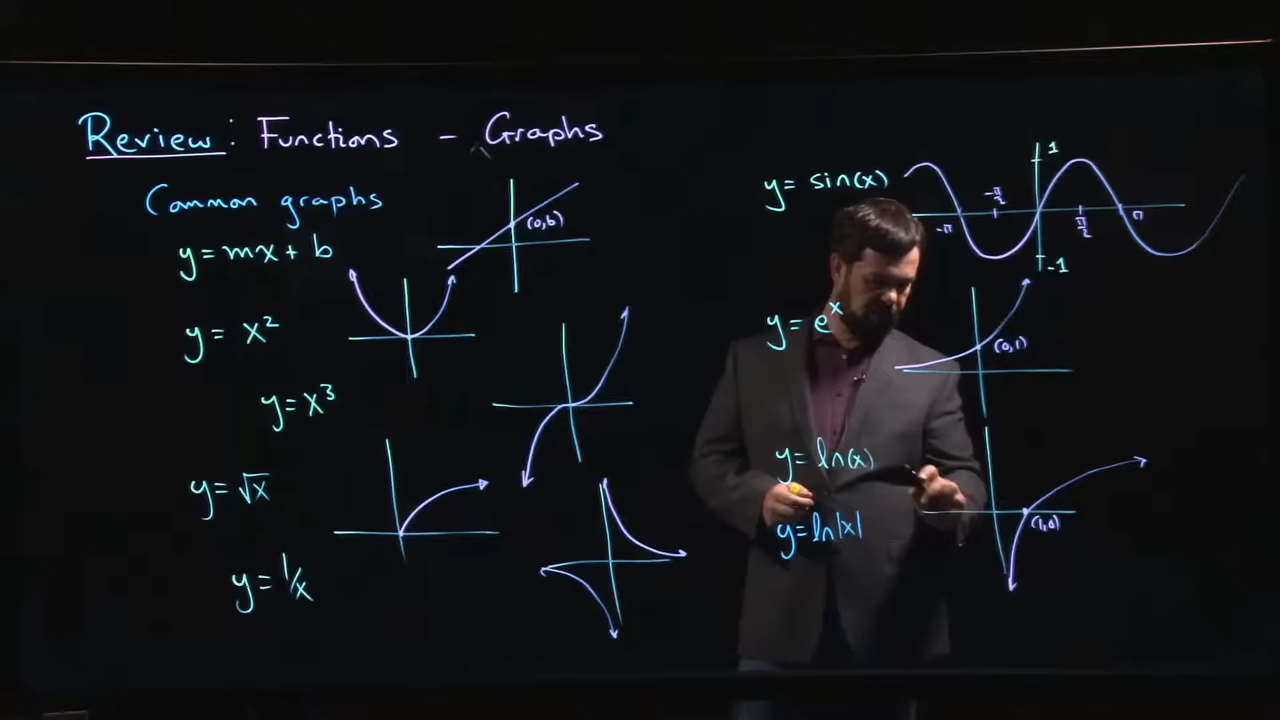 Review: Functions - Graphs
Common graphs
y = mx + b
(0,b)
y = x²
y = x³
y = √x
y = 1/x
y = sin(x)
1
-π
-π/2
π/2
π
-1
y = eˣ
(0,1)
y = ln(x)
(1,0)
y = ln|x|